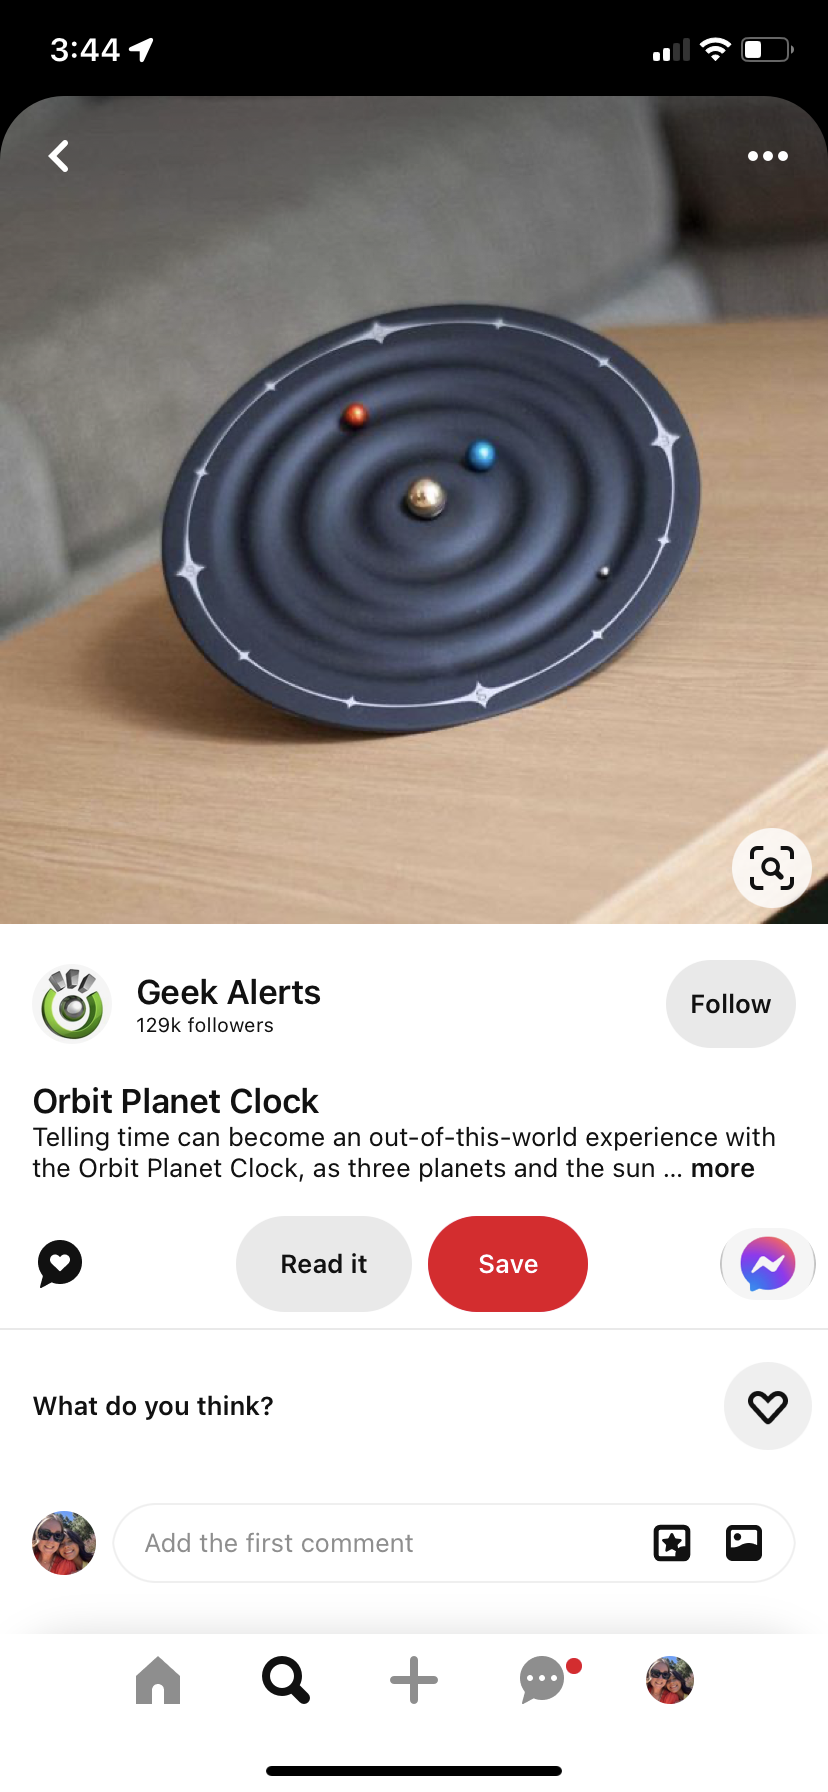 3:44
Geek Alerts
129k followers
Follow
Orbit Planet Clock
Telling time can become an out-of-this-world experience with
the Orbit Planet Clock, as three planets and the sun ... more
Read it
Save
What do you think?
Add the first comment